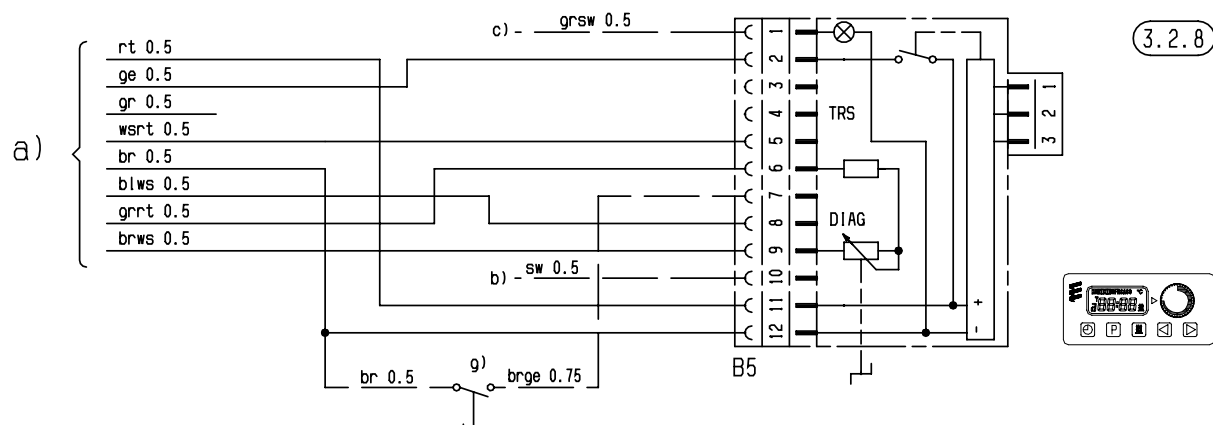 c) grsw 0.5
3.2.8
a)
rt 0.5
ge 0.5
gr 0.5
wsrt 0.5
br 0.5
blws 0.5
grrt 0.5
brws 0.5
b) sw 0.5
1
2
3
4
5
6
7
8
9
10
11
12
TRS
DIAG
+
-
1
2
3
B5
g)
br 0.5
brge 0.75
°C
88:88
P